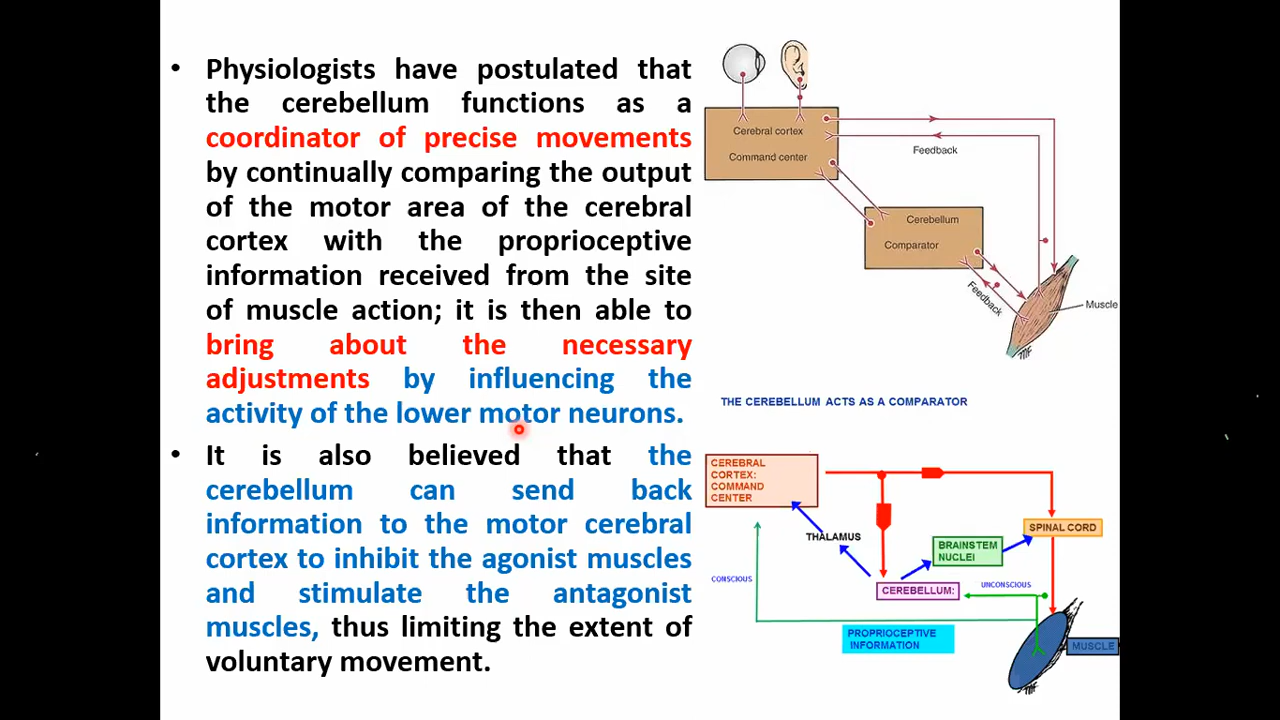 • Physiologists have postulated that
the cerebellum functions as a
coordinator of precise movements
by continually comparing the output
of the motor area of the cerebral
cortex with the proprioceptive
information received from the site
of muscle action; it is then able to
bring about the necessary
adjustments by influencing the
activity of the lower motor neurons.
• It is also believed that the
cerebellum can send back
information to the motor cerebral
cortex to inhibit the agonist muscles
and stimulate the antagonist
muscles, thus limiting the extent of
voluntary movement.
Cerebral cortex
Command center
Feedback
Cerebellum
Comparator
Feedback
Muscle
THE CEREBELLUM ACTS AS A COMPARATOR
CEREBRAL
CORTEX:
COMMAND
CENTER
THALAMUS
SPINAL CORD
BRAINSTEM
NUCLEI
CONSCIOUS
UNCONSCIOUS
CEREBELLUM:
PROPRIOCEPTIVE
INFORMATION
MUSCLE